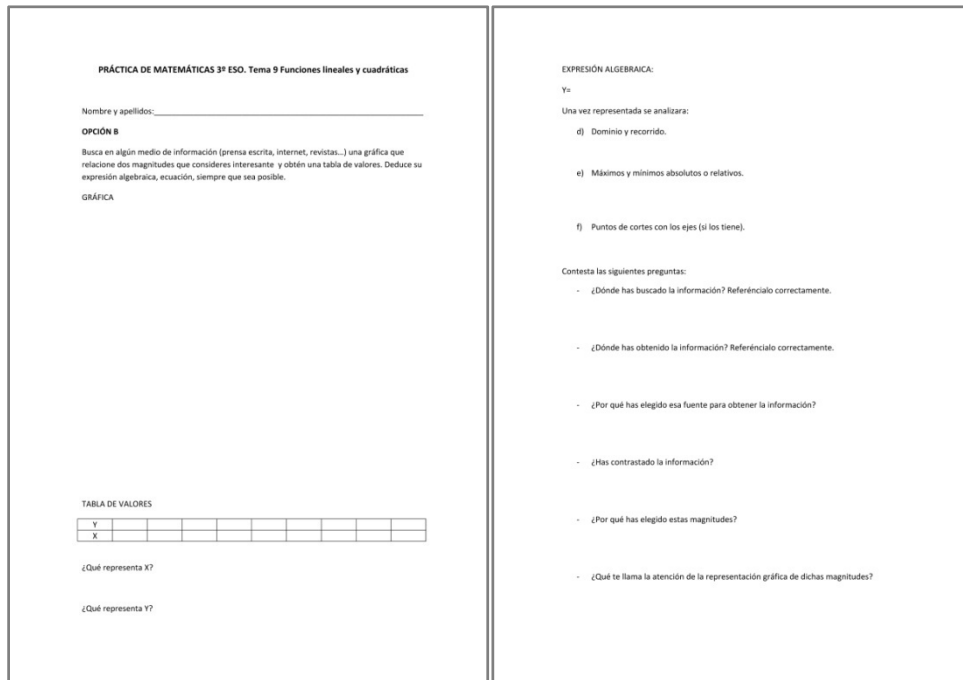 PRÁCTICA DE MATEMÁTICAS 3º ESO. Tema 9 Funciones lineales y cuadráticas
Nombre y apellidos:
OPCIÓN B
Busca en algún medio de información (prensa escrita, internet, revistas...) una gráfica que
relacione dos magnitudes que consideres interesante y obtén una tabla de valores. Deduce su
expresión algebraica, ecuación, siempre que sea posible.
GRÁFICA
TABLA DE VALORES
Y
X
¿Qué representa X?
¿Qué representa Y?
EXPRESIÓN ALGEBRAICA:
Y=
Una vez representada se analizara:
d) Dominio y recorrido.
e) Máximos y mínimos absolutos o relativos.
f) Puntos de cortes con los ejes (si los tiene).
Contesta las siguientes preguntas:
- ¿Dónde has buscado la información? Referéncialo correctamente.
- ¿Dónde has obtenido la información? Referéncialo correctamente.
- ¿Por qué has elegido esa fuente para obtener la información?
- ¿Has contrastado la información?
- ¿Por qué has elegido estas magnitudes?
- ¿Qué te llama la atención de la representación gráfica de dichas magnitudes?